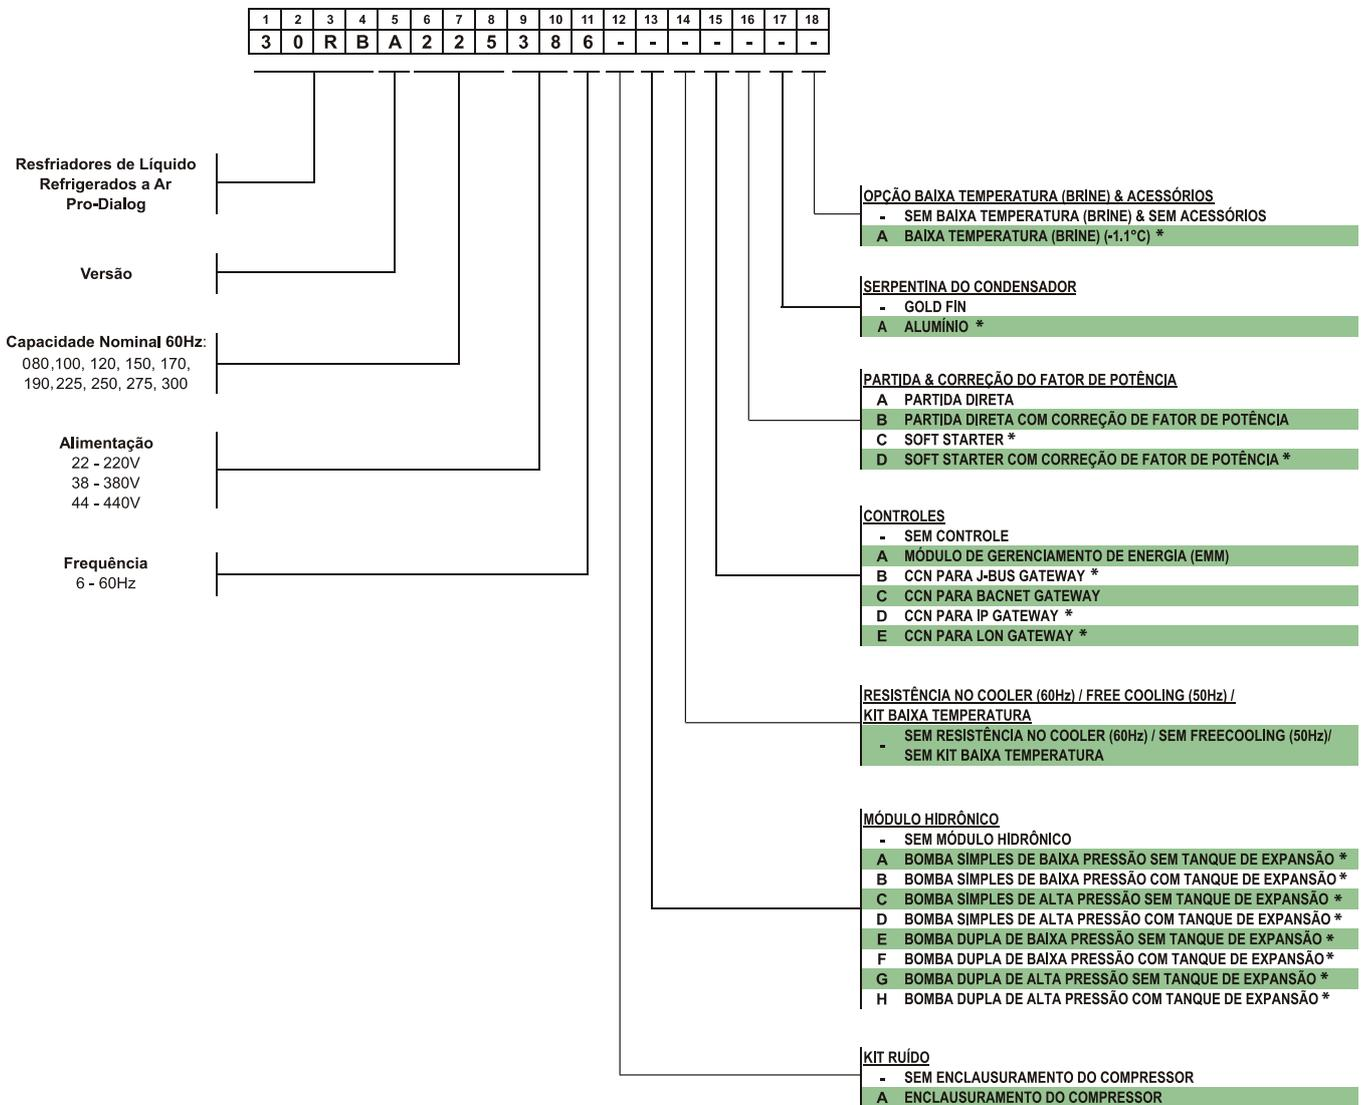 1 2 3 4 5 6 7 8 9 10 11 12 13 14 15 16 17 18
3 0 R B A 2 2 5 3 8 6 - - - - - - -
Resfriadores de Líquido
Refrigerados a Ar
Pro-Dialog
Versão
Capacidade Nominal 60Hz:
080,100, 120, 150, 170,
190,225, 250, 275, 300
Alimentação
22 - 220V
38 - 380V
44 - 440V
Frequência
6 - 60Hz
OPÇÃO BAIXA TEMPERATURA (BRINE) & ACESSÓRIOS
- SEM BAIXA TEMPERATURA (BRINE) & SEM ACESSÓRIOS
A BAIXA TEMPERATURA (BRINE) (-1.1°C) *
SERPENTINA DO CONDENSADOR
- GOLD FIN
A ALUMÍNIO *
PARTIDA & CORREÇÃO DO FATOR DE POTÊNCIA
A PARTIDA DIRETA
B PARTIDA DIRETA COM CORREÇÃO DE FATOR DE POTÊNCIA
C SOFT STARTER *
D SOFT STARTER COM CORREÇÃO DE FATOR DE POTÊNCIA *
CONTROLES
- SEM CONTROLE
A MÓDULO DE GERENCIAMENTO DE ENERGIA (EMM)
B CCN PARA J-BUS GATEWAY *
C CCN PARA BACNET GATEWAY
D CCN PARA IP GATEWAY *
E CCN PARA LON GATEWAY *
RESISTÊNCIA NO COOLER (60Hz) / FREE COOLING (50Hz) /
KIT BAIXA TEMPERATURA
- SEM RESISTÊNCIA NO COOLER (60Hz) / SEM FREECOOLING (50Hz)/
SEM KIT BAIXA TEMPERATURA
MÓDULO HIDRÔNICO
- SEM MÓDULO HIDRÔNICO
A BOMBA SIMPLES DE BAIXA PRESSÃO SEM TANQUE DE EXPANSÃO *
B BOMBA SIMPLES DE BAIXA PRESSÃO COM TANQUE DE EXPANSÃO *
C BOMBA SIMPLES DE ALTA PRESSÃO SEM TANQUE DE EXPANSÃO *
D BOMBA SIMPLES DE ALTA PRESSÃO COM TANQUE DE EXPANSÃO *
E BOMBA DUPLA DE BAIXA PRESSÃO SEM TANQUE DE EXPANSÃO *
F BOMBA DUPLA DE BAIXA PRESSÃO COM TANQUE DE EXPANSÃO *
G BOMBA DUPLA DE ALTA PRESSÃO SEM TANQUE DE EXPANSÃO *
H BOMBA DUPLA DE ALTA PRESSÃO COM TANQUE DE EXPANSÃO *
KIT RUÍDO
- SEM ENCLAUSURAMENTO DO COMPRESSOR
A ENCLAUSURAMENTO DO COMPRESSOR